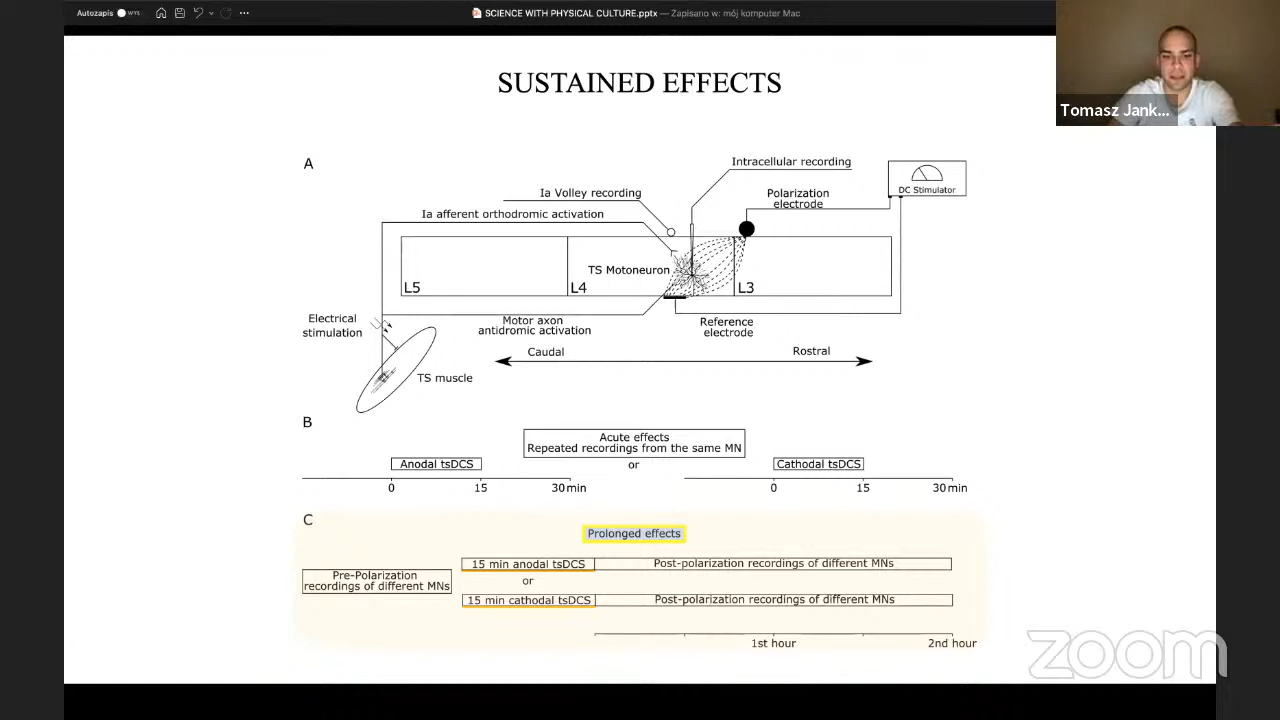 Autozapis
WYŁ.
SCIENCE WITH PHYSICAL CULTURE.pptx — Zapisano w: mój komputer Mac
Tomasz Jank...
SUSTAINED EFFECTS
A
Intracellular recording
Ia Volley recording
Polarization
electrode
DC Stimulator
Ia afferent orthodromic activation
TS Motoneuron
L5
L4
L3
Electrical
stimulation
Motor axon
antidromic activation
Reference
electrode
Caudal
Rostral
TS muscle
B
Acute effects
Repeated recordings from the same MN
or
Anodal tsDCS
Cathodal tsDCS
0
15
30 min
0
15
30 min
C
Prolonged effects
Pre-Polarization
recordings of different MNs
15 min anodal tsDCS
Post-polarization recordings of different MNs
or
15 min cathodal tsDCS
Post-polarization recordings of different MNs
1st hour
2nd hour
zoom